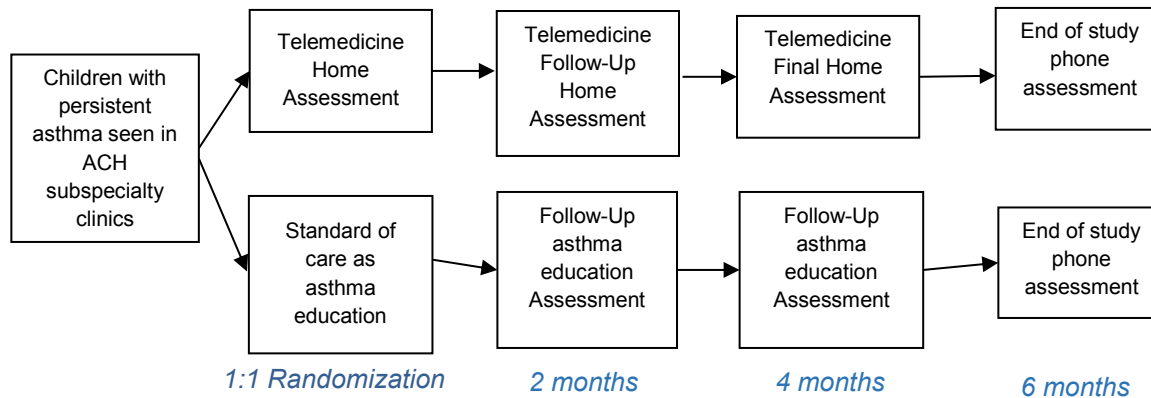 Children with
persistent
asthma seen in
ACH
subspecialty
clinics
Telemedicine
Home
Assessment
Telemedicine
Follow-Up
Home
Assessment
Telemedicine
Final Home
Assessment
End of study
phone
assessment
Standard of
care as
asthma
education
Follow-Up
asthma
education
Assessment
Follow-Up
asthma
education
Assessment
End of study
phone
assessment
1:1 Randomization
2 months
4 months
6 months